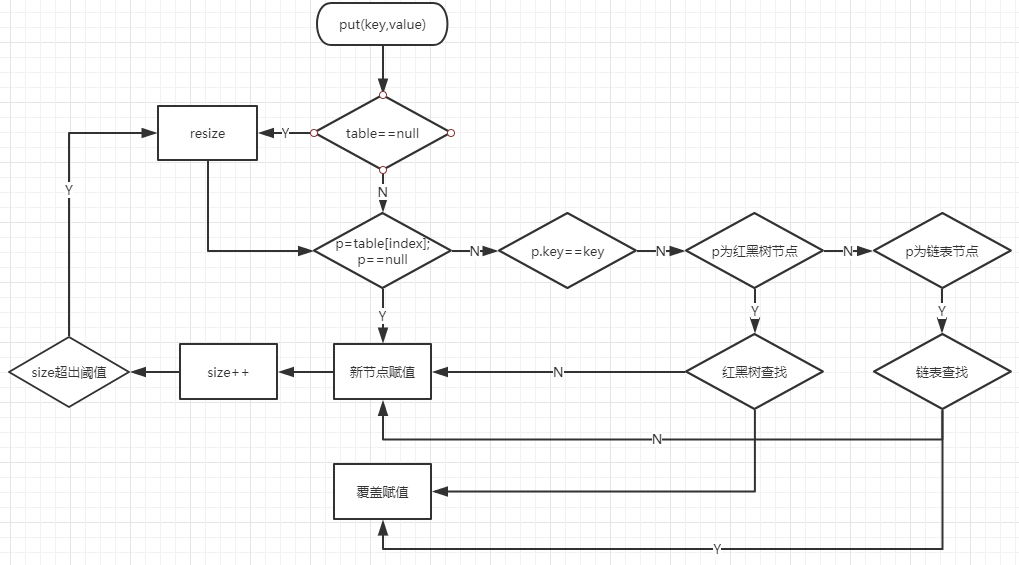 put(key,value)
resize
Y
table==null
Y
N
p=table[index];
p==null
N
p.key==key
N
p为红黑树节点
N
p为链表节点
Y
Y
Y
size超出阈值
size++
新节点赋值
N
红黑树查找
链表查找
N
覆盖赋值
Y